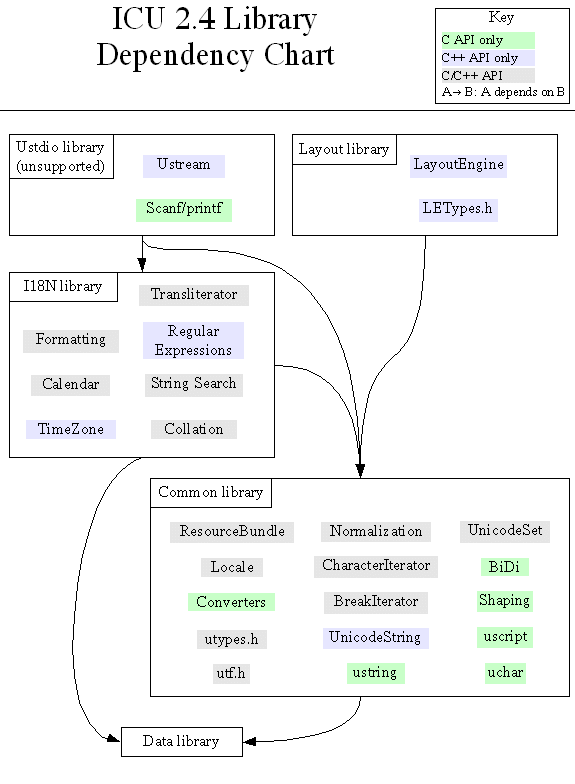 ICU 2.4 Library
Dependency Chart
Key
C API only
C++ API only
C/C++ API
A→ B: A depends on B
Ustdio library
(unsupported)
Ustream
Scanf/printf
Layout library
LayoutEngine
LETypes.h
I18N library
Transliterator
Formatting
Regular
Expressions
Calendar
String Search
TimeZone
Collation
Common library
ResourceBundle
Normalization
UnicodeSet
Locale
CharacterIterator
BiDi
Converters
BreakIterator
Shaping
utypes.h
UnicodeString
uscript
utf.h
ustring
uchar
Data library